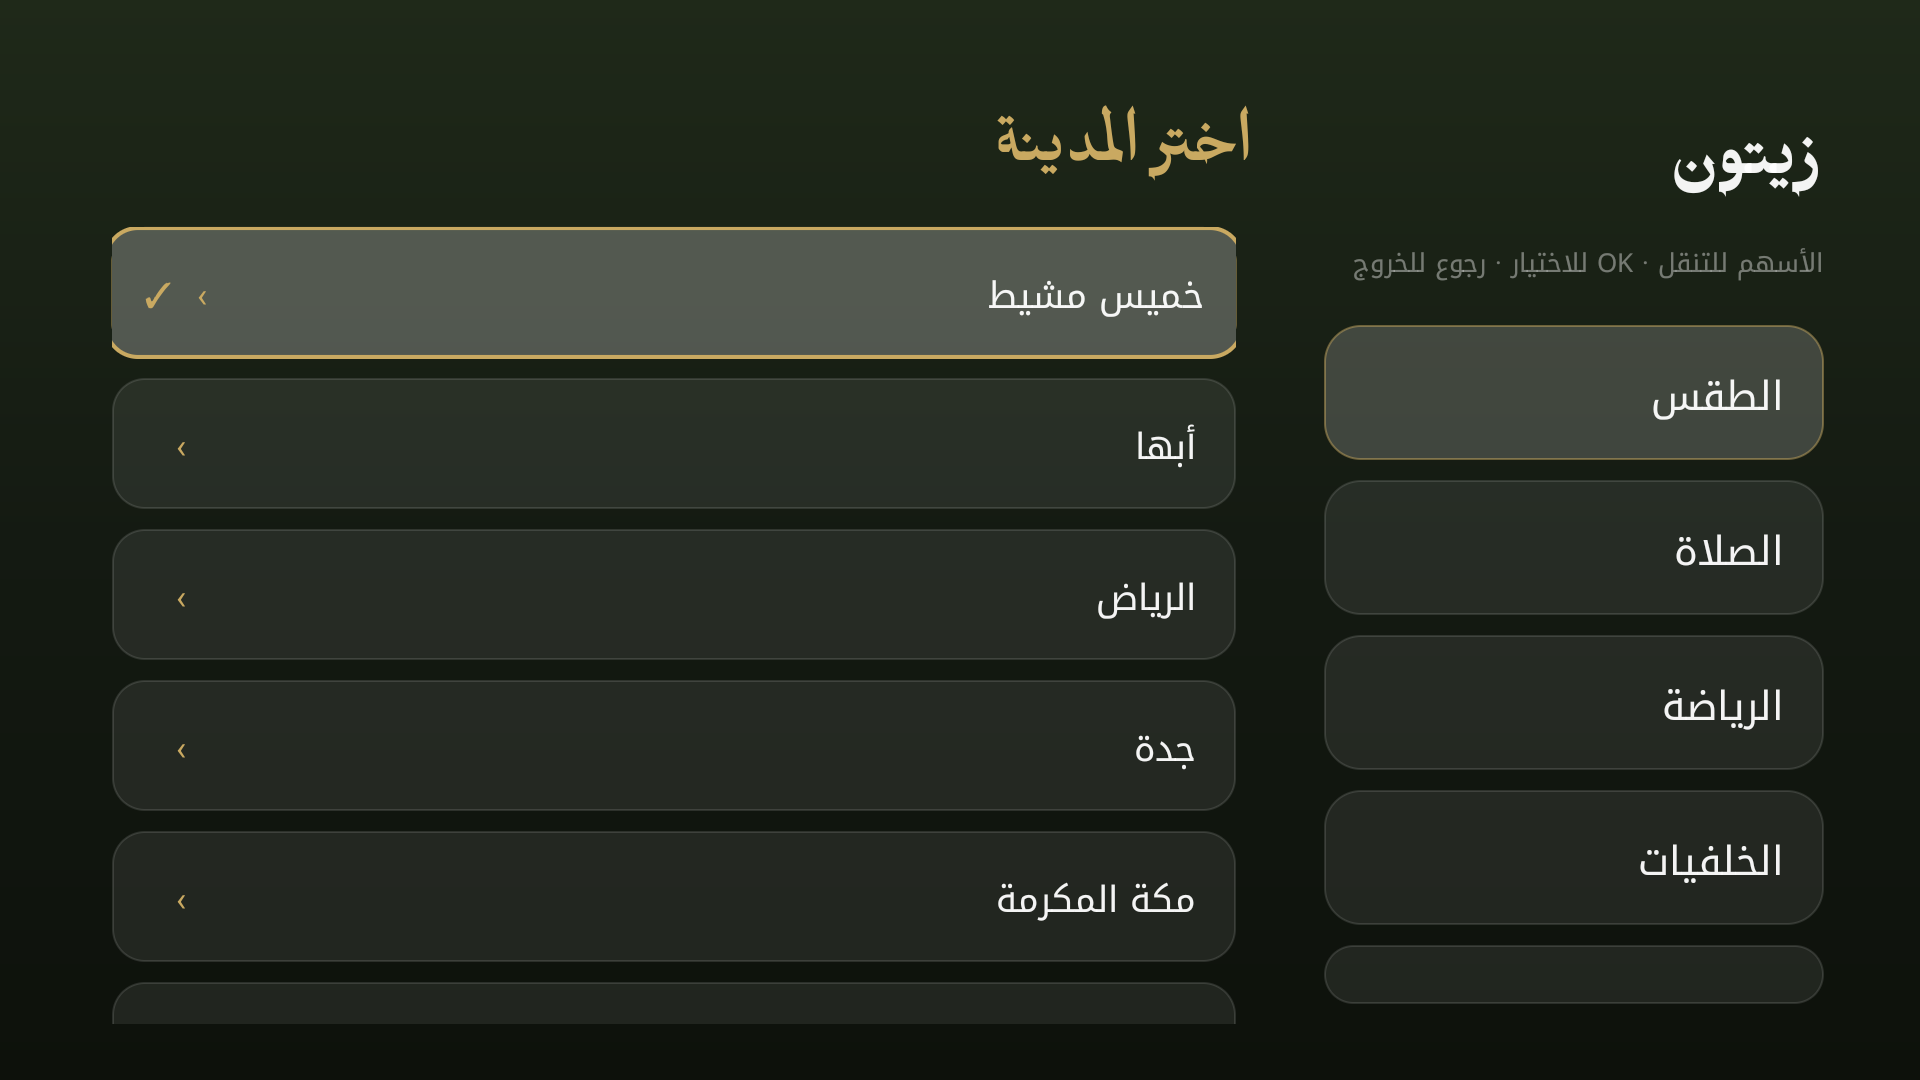 زيتون
الأسهم للتنقل · OK للاختيار · رجوع للخروج
الطقس
الصلاة
الرياضة
الخلفيات
اختر المدينة
خميس مشيط ‹ ✓
أبها ‹
الرياض ‹
جدة ‹
مكة المكرمة ‹